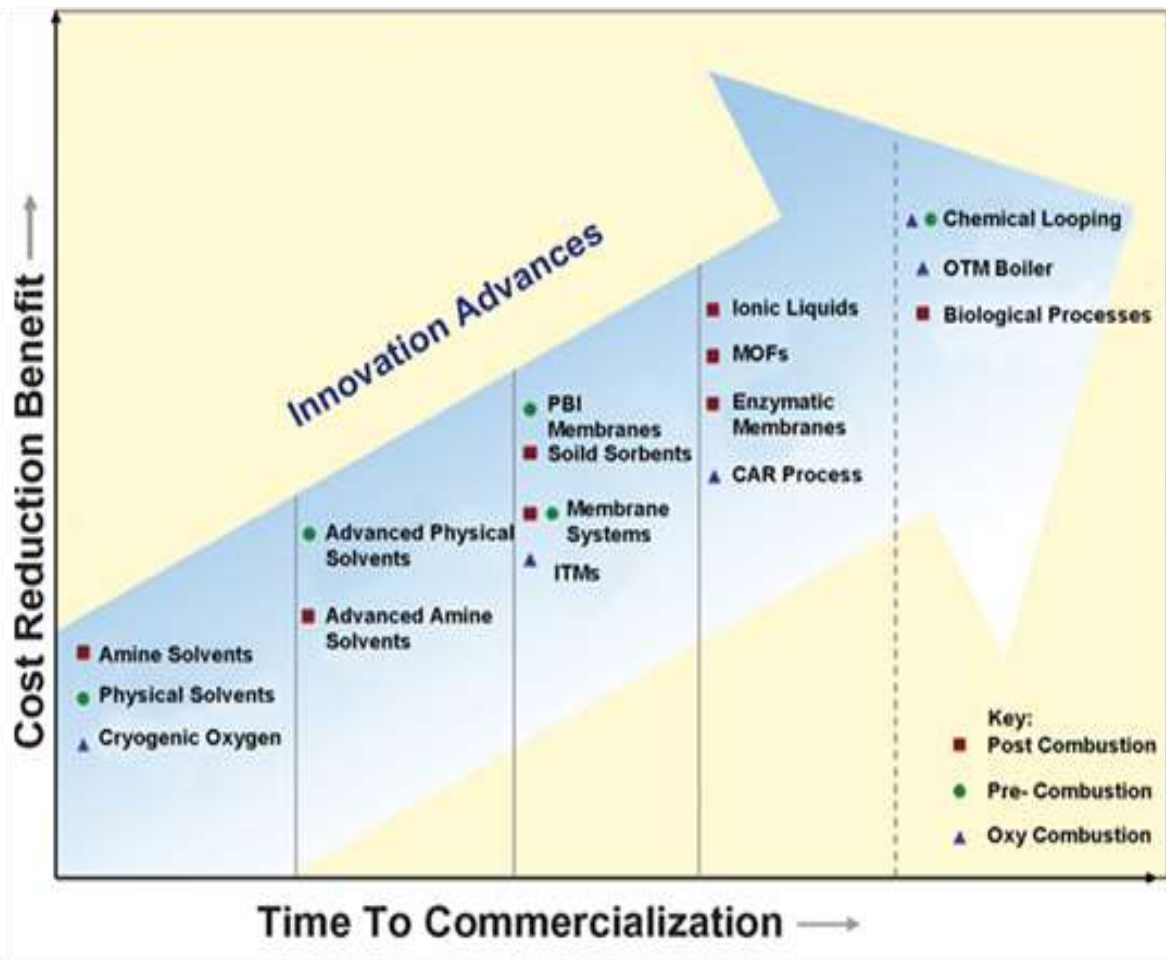 Cost Reduction Benefit
Innovation Advances
Amine Solvents
Physical Solvents
Cryogenic Oxygen
Advanced Physical
Solvents
Advanced Amine
Solvents
PBI
Membranes
Soild Sorbents
Membrane
Systems
ITMs
Ionic Liquids
MOFs
Enzymatic
Membranes
CAR Process
Chemical Looping
OTM Boiler
Biological Processes
Key:
Post Combustion
Pre- Combustion
Oxy Combustion
Time To Commercialization